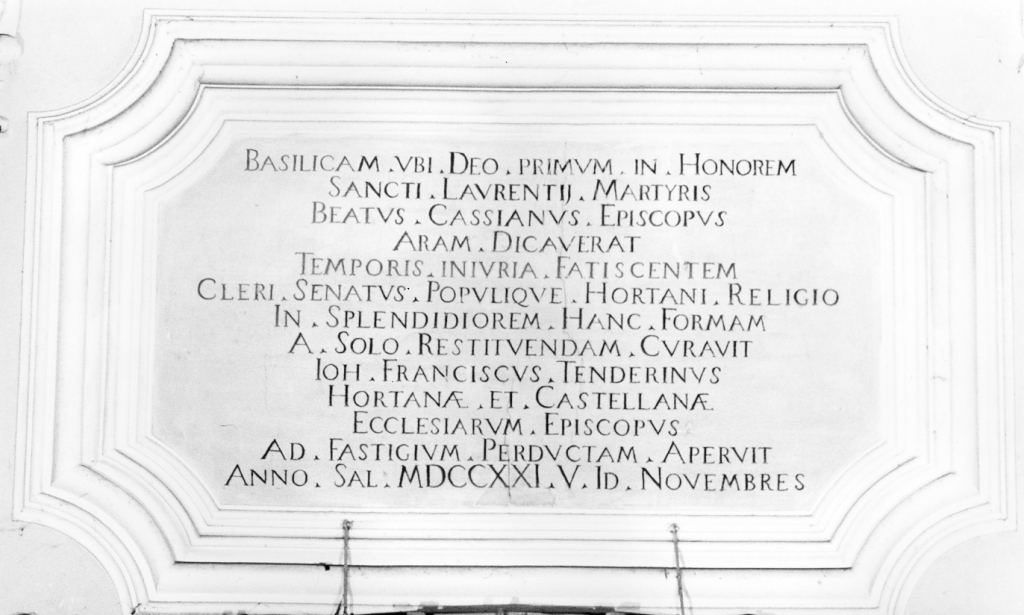 BASILICAM . VBI . DEO . PRIMVM . IN . HONOREM
SANCTI . LAVRENTIJ . MARTYRIS
BEATVS . CASSIANVS . EPISCOPVS
ARAM . DICAVERAT
TEMPORIS . INIVRIA . FATISCENTEM
CLERI . SENATVS . POPVLIQVE . HORTANI . RELIGIO
IN . SPLENDIDIOREM . HANC . FORMAM
A . SOLO . RESTITVENDAM . CVRAVIT
IOH . FRANCISCVS . TENDERINVS
HORTANÆ . ET . CASTELLANÆ
ECCLESIARVM . EPISCOPVS
AD . FASTIGIVM . PERDVCTAM . APERVIT
ANNO . SAL . MDCCXXI . V . ID . NOVEMBRES